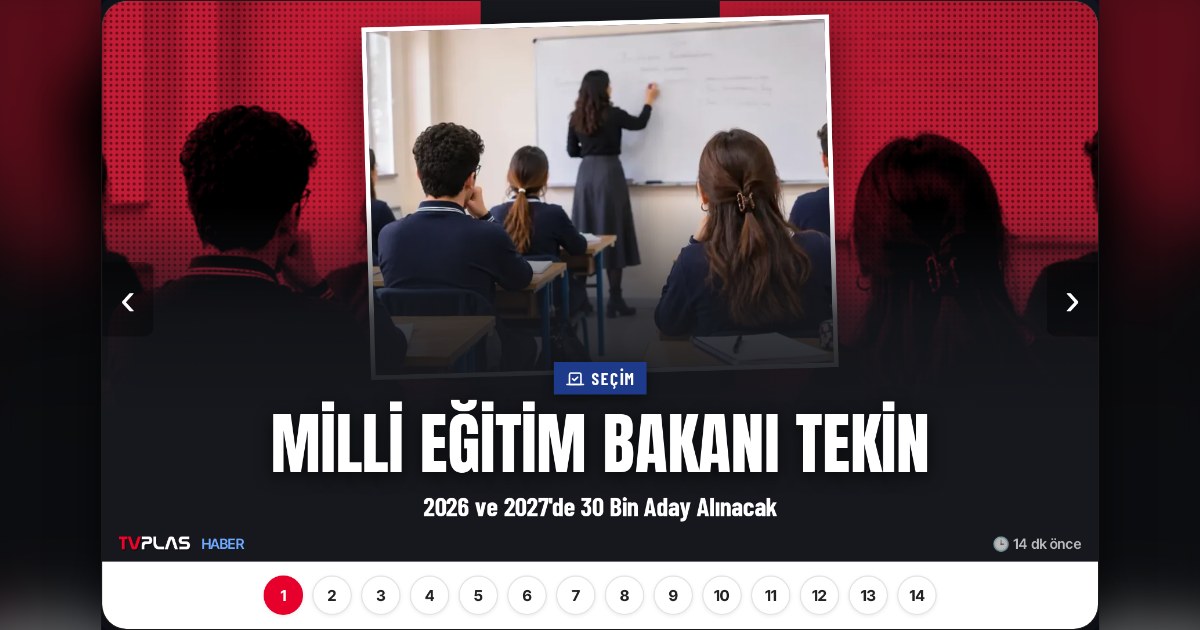 SEÇİM
MİLLİ EĞİTİM BAKANI TEKİN
2026 ve 2027'de 30 Bin Aday Alınacak
TVPLAS HABER
14 dk önce
1 2 3 4 5 6 7 8 9 10 11 12 13 14